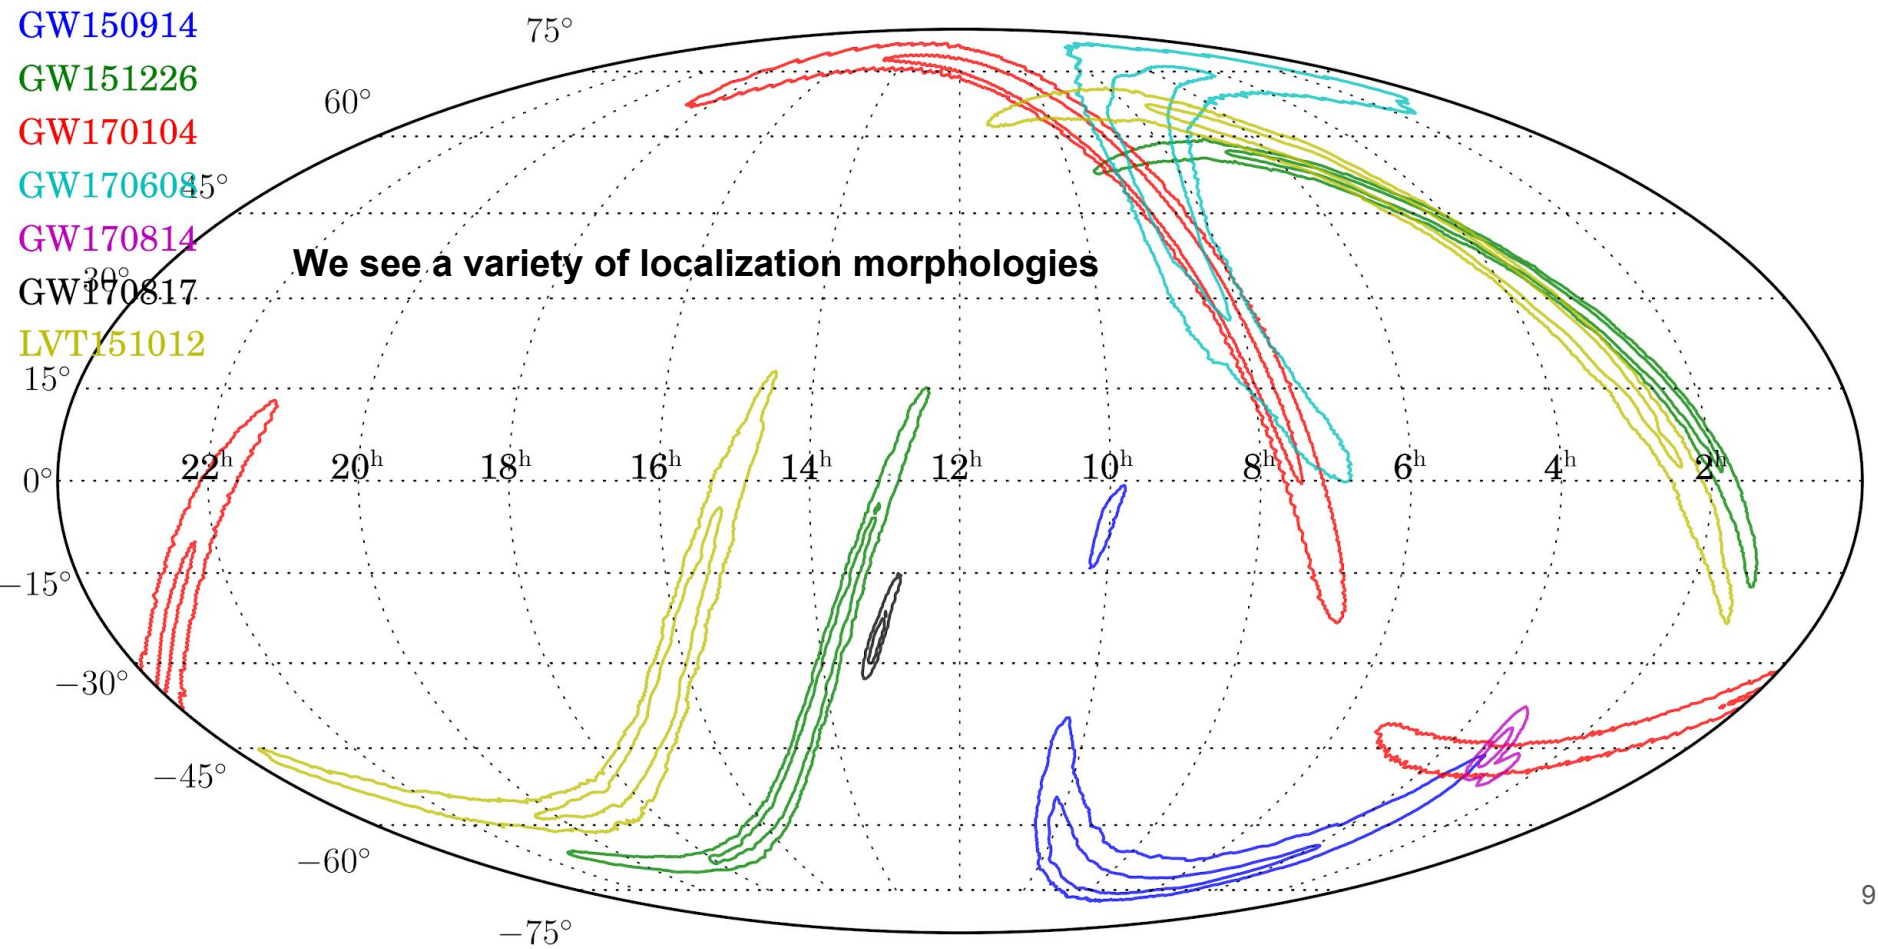 GW150914
75°
GW151226
60°
GW170104
GW170608
45°
GW170814
We see a variety of localization morphologies
30°
GW170817
LVT151012
15°
0°
22h 20h 18h 16h 14h 12h 10h 8h 6h 4h 2h
−15°
−30°
−45°
−60°
9
−75°